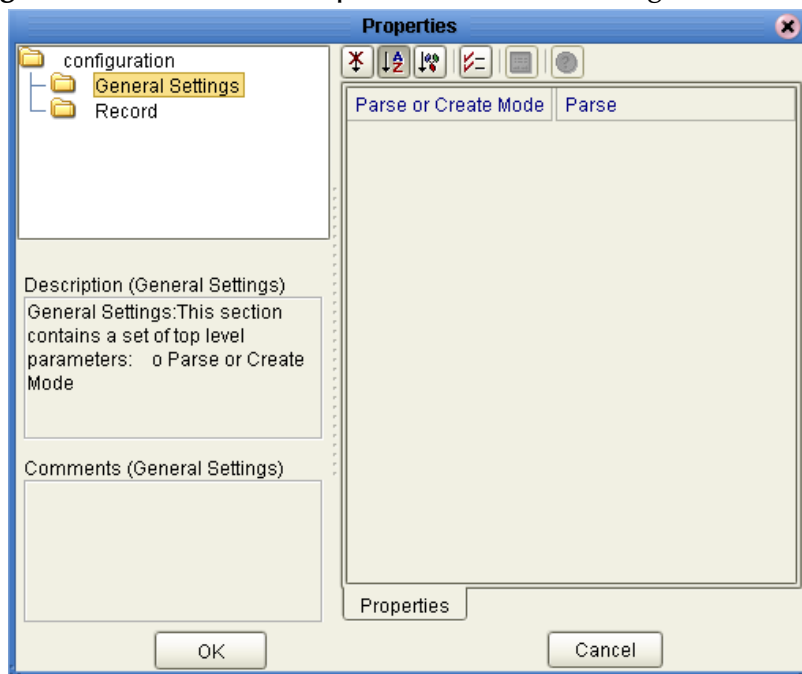 Properties
configuration
General Settings
Record
Parse or Create Mode Parse
Description (General Settings)
General Settings:This section
contains a set of top level
parameters: o Parse or Create
Mode
Comments (General Settings)
Properties
OK
Cancel